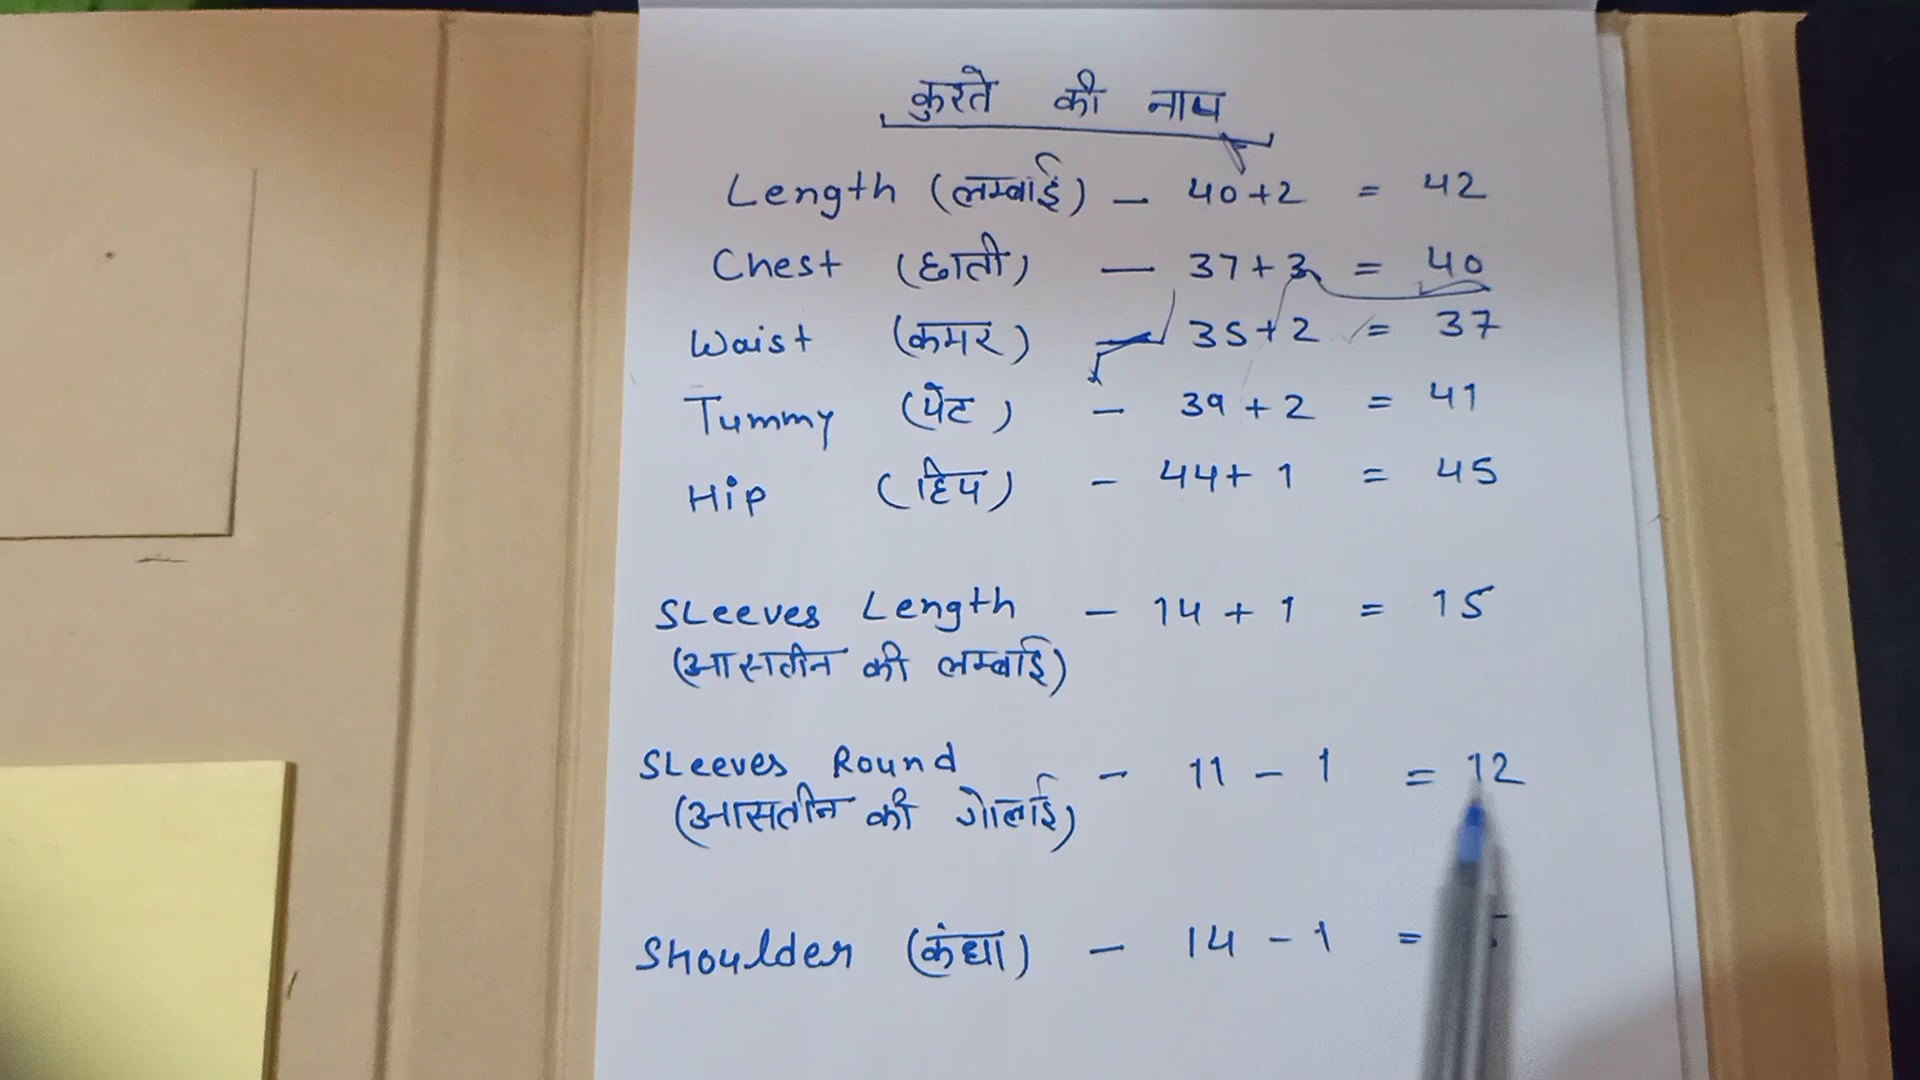 कुरते की नाप
Length (लम्बाई) - 40+2 = 42
Chest (छाती) - 37+3 = 40
Waist (कमर) - 35+2 = 37
Tummy (पेट) - 39+2 = 41
Hip (हिप) - 44+1 = 45
Sleeves Length - 14+1 = 15
(आसतीन की लम्बाई)
Sleeves Round - 11-1 = 12
(आसतीन की गोलाई)
Shoulder (कंधा) - 14-1 =